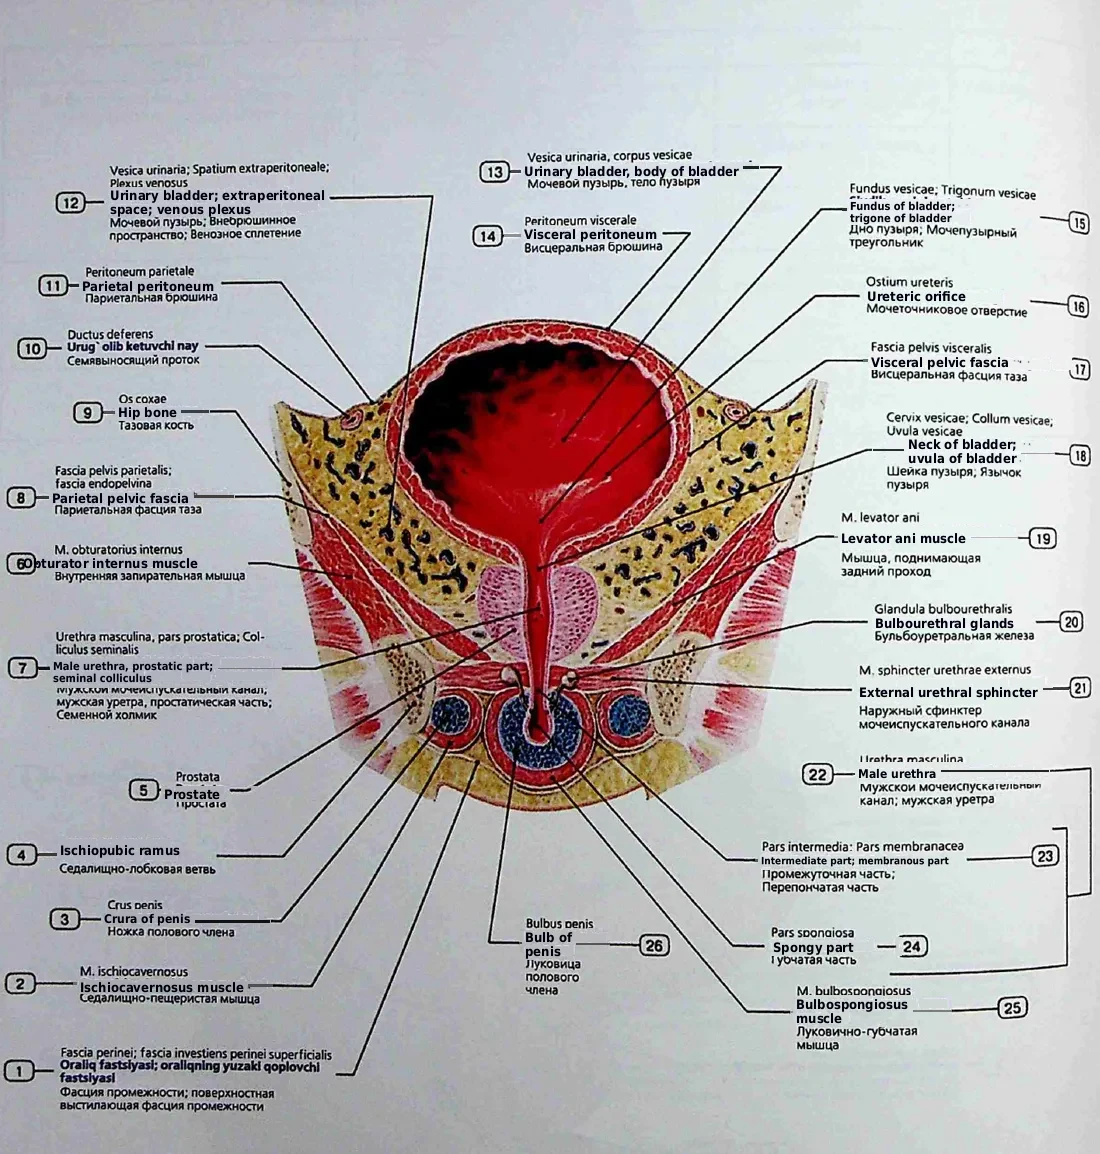 Vesica urinaria; Spatium extraperitoneale;
Plexus venosus
12
Urinary bladder; extraperitoneal
space; venous plexus
Мочевой пузырь; Внебрюшинное
пространство; Венозное сплетение
Peritoneum parietale
11
Parietal peritoneum
Париетальная брюшина
Ductus deferens
10
Urug` olib ketuvchi nay
Семявыносящий проток
Os coxae
9
Hip bone
Тазовая кость
Fascia pelvis parietalis;
fascia endopelvina
8
Parietal pelvic fascia
Париетальная фасция таза
M. obturatorius internus
6
Obturator internus muscle
Внутренняя запирательная мышца
Urethra masculina, pars prostatica; Col-
liculus seminalis
7
Male urethra, prostatic part;
seminal colliculus
Мужской мочеиспускательный канал;
мужская уретра, простатическая часть;
Семенной холмик
Prostata
5
Prostate
Простата
4
Ischiopubic ramus
Седалищно-лобковая ветвь
Crus penis
3
Crura of penis
Ножка полового члена
M. ischiocavernosus
2
Ischiocavernosus muscle
Седалищно-пещеристая мышца
Fascia perinei; fascia investiens perinei superficialis
1
Oraliq fastsiyasi; oraliqning yuzaki qoplovchi
fastsiyasi
Фасция промежности; поверхностная
выстилающая фасция промежности
Vesica urinaria, corpus vesicae
13
Urinary bladder, body of bladder
Мочевой пузырь, тело пузыря
Peritoneum viscerale
14
Visceral peritoneum
Висцеральная брюшина
Fundus vesicae; Trigonum vesicae
Fundus of bladder;
trigone of bladder
15
Дно пузыря; Мочепузырный
треугольник
Ostium ureteris
Ureteric orifice
16
Мочеточниковое отверстие
Fascia pelvis visceralis
Visceral pelvic fascia
17
Висцеральная фасция таза
Cervix vesicae; Collum vesicae;
Uvula vesicae
Neck of bladder;
uvula of bladder
18
Шейка пузыря; Язычок
пузыря
M. levator ani
Levator ani muscle
19
Мышца, поднимающая
задний проход
Glandula bulbourethralis
Bulbourethral glands
20
Бульбоуретральная железа
M. sphincter urethrae externus
External urethral sphincter
21
Наружный сфинктер
мочеиспускательного канала
Urethra masculina
22
Male urethra
Мужской мочеиспускательный
канал; мужская уретра
Pars intermedia: Pars membranacea
Intermediate part; membranous part
23
Промежуточная часть;
Перепончатая часть
Pars spongiosa
Spongy part
24
Губчатая часть
M. bulbospongiosus
Bulbospongiosus
muscle
25
Луковично-губчатая
мышца
Bulbus penis
Bulb of
penis
26
Луковица
полового
члена